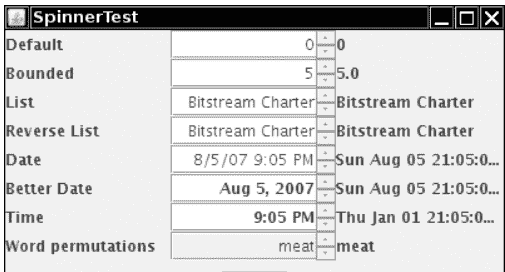 SpinnerTest
Default 0 0
Bounded 5 5.0
List Bitstream Charter Bitstream Charter
Reverse List Bitstream Charter Bitstream Charter
Date 8/5/07 9:05 PM Sun Aug 05 21:05:0...
Better Date Aug 5, 2007 Sun Aug 05 21:05:0...
Time 9:05 PM Thu Jan 01 21:05:0...
Word permutations meat meat